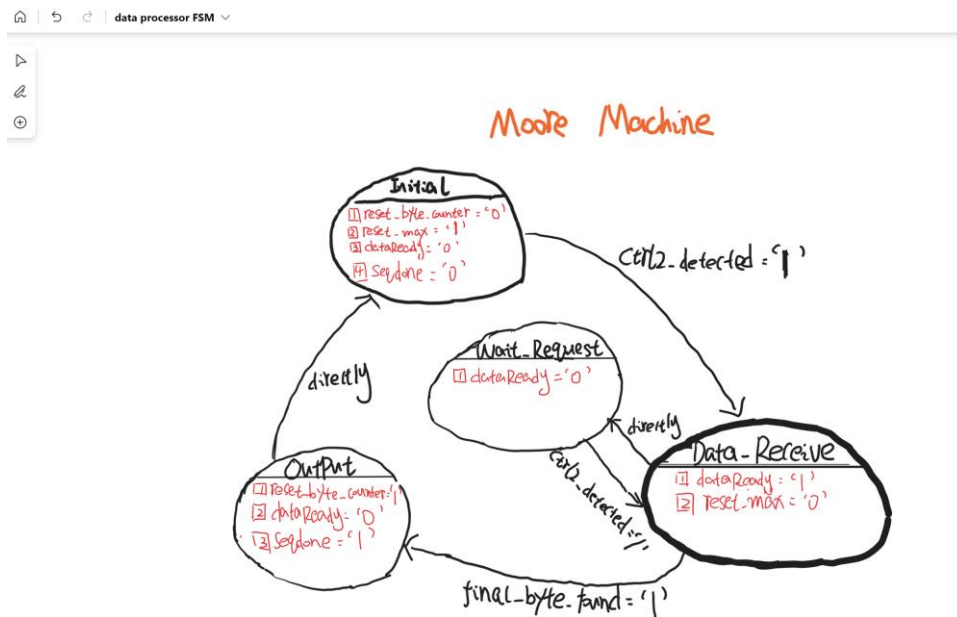 data processor FSM
Moore Machine
Initial
1 reset_byte_counter = '0'
2 reset_max = '1'
3 dataReady = '0'
4 Seqdone = '0'
Ctrl2_detected = '1'
Wait_Request
1 dataReady = '0'
directly
directly
Ctrl2_detected='1'
Data_Receive
1 dataReady = '1'
2 reset_max = '0'
OutPut
1 reset_byte_counter='1'
2 dataReady = '0'
3 Seqdone = '1'
final_byte_found = '1'